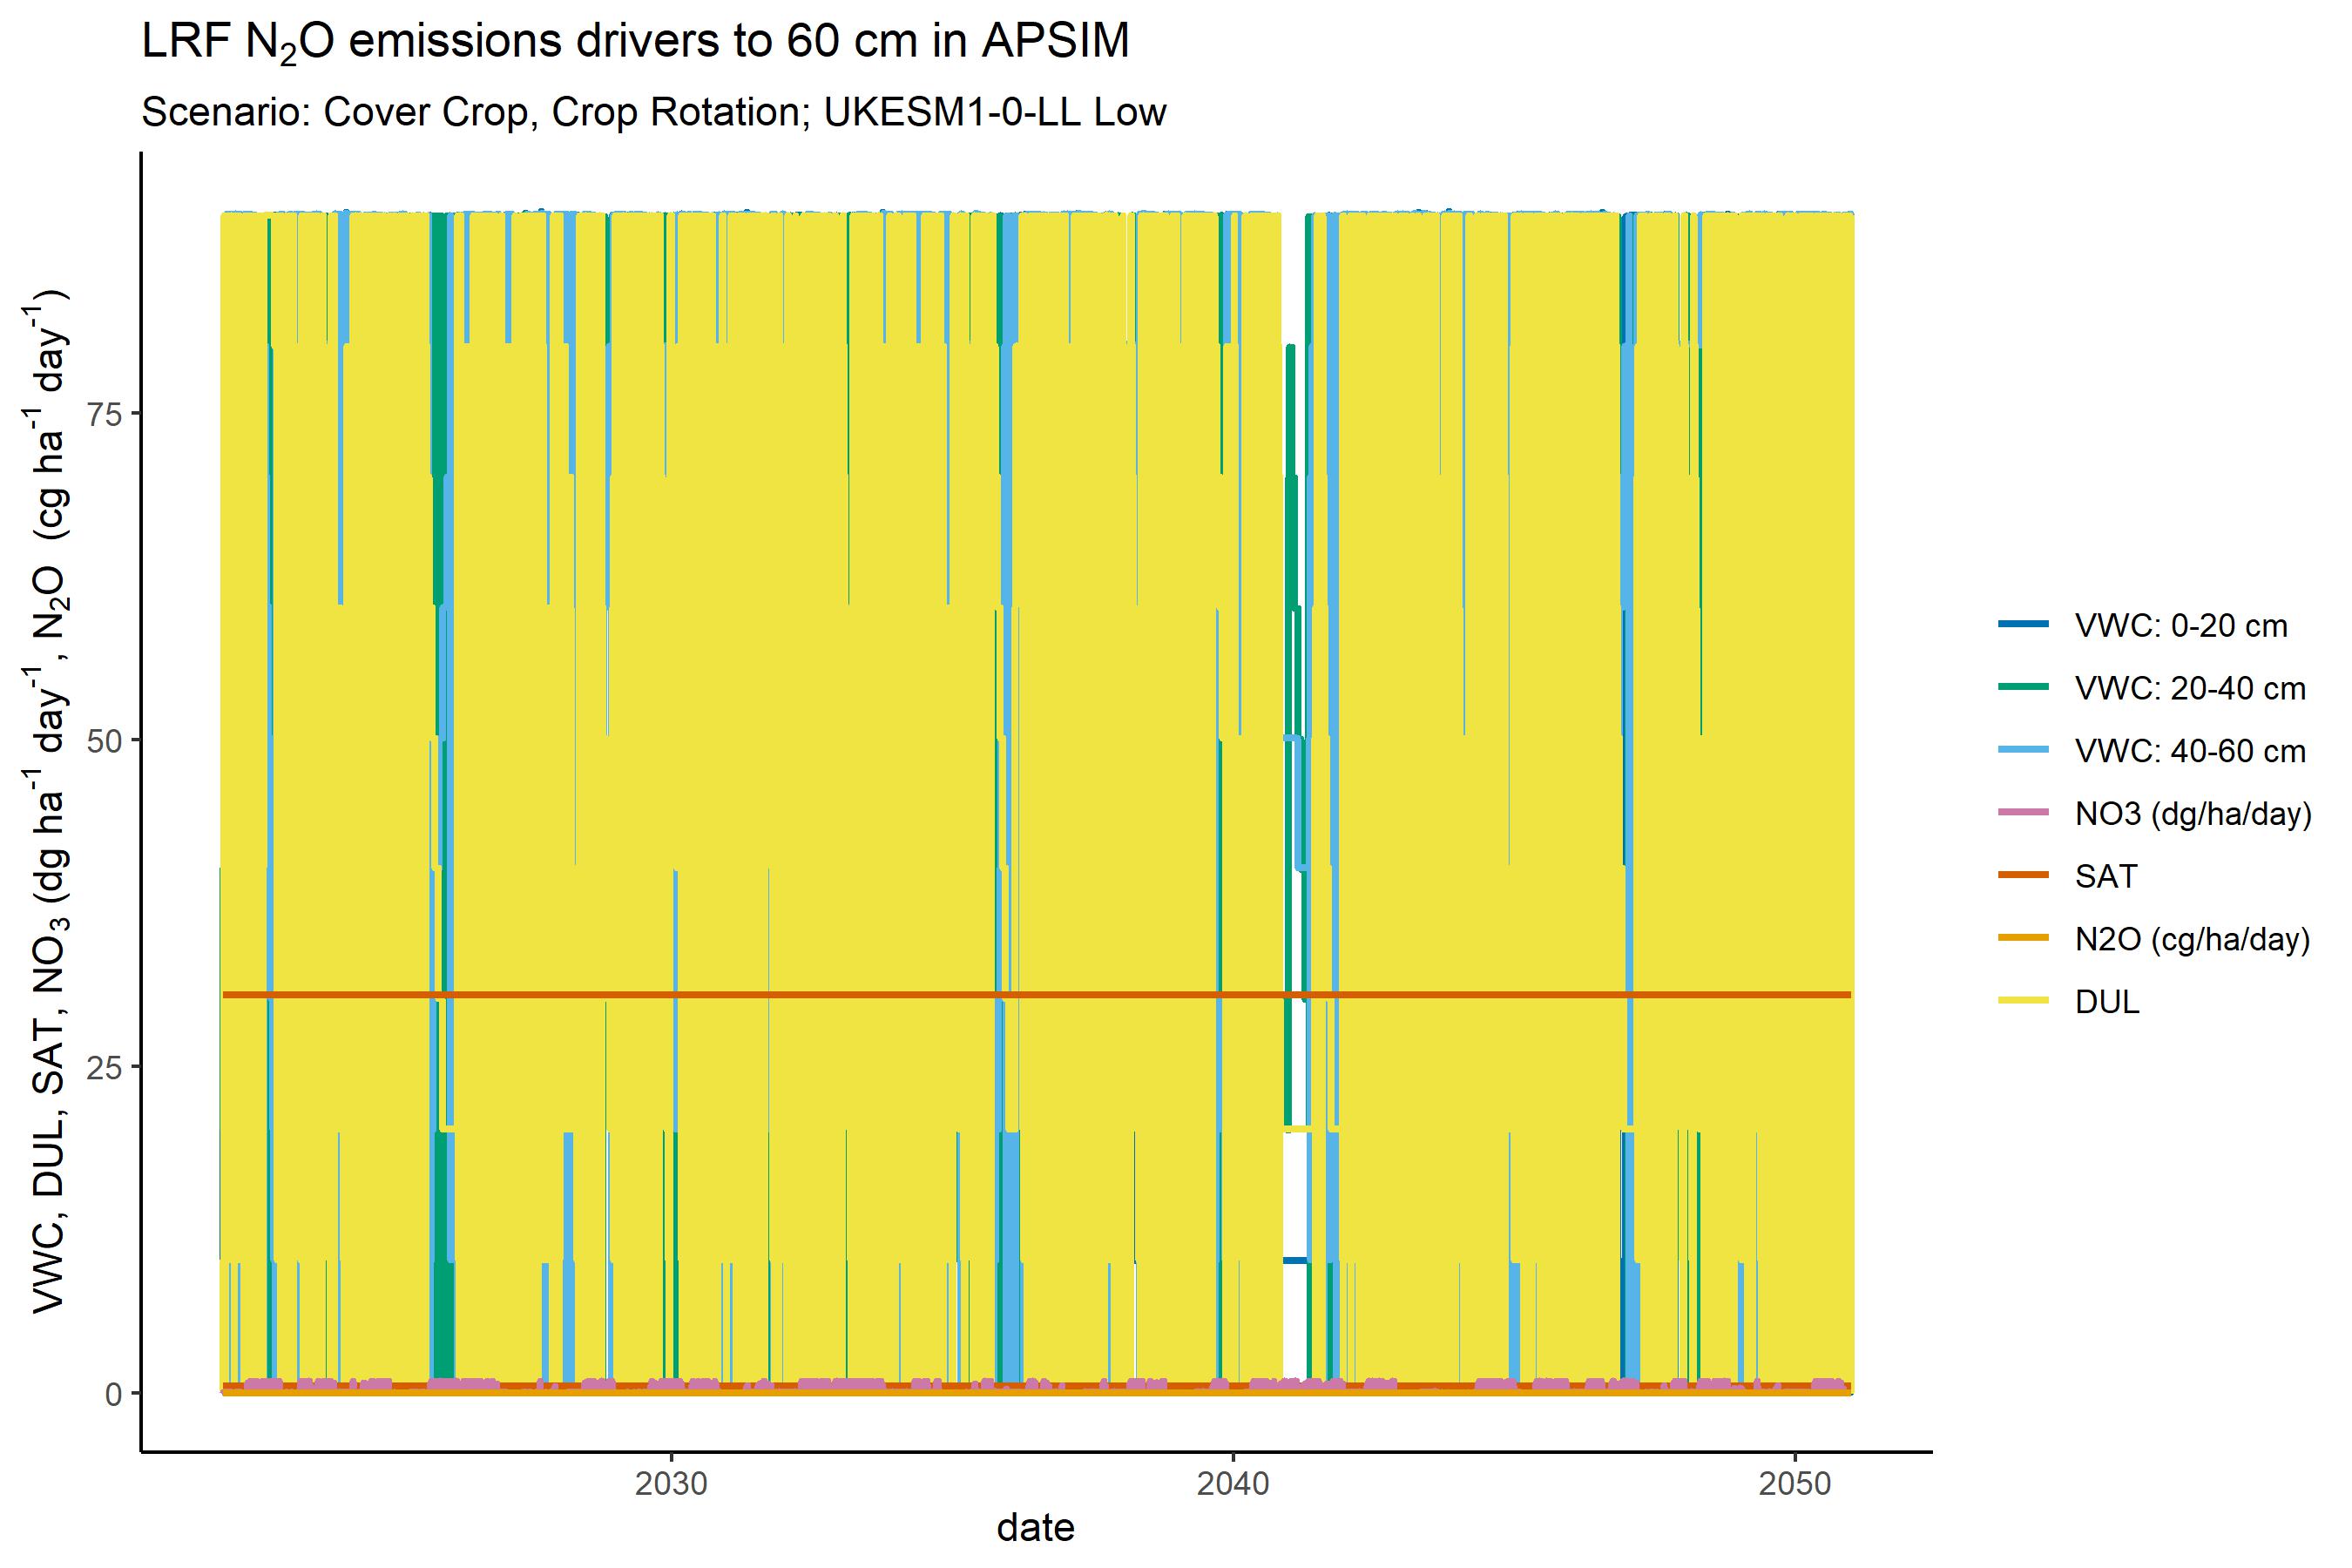 LRF N₂O emissions drivers to 60 cm in APSIM
Scenario: Cover Crop, Crop Rotation; UKESM1-0-LL Low
VWC, DUL, SAT, NO₃ (dg ha⁻¹ day⁻¹, N₂O (cg ha⁻¹ day⁻¹)
75
50
25
0
2030 2040 2050
date
VWC: 0-20 cm
VWC: 20-40 cm
VWC: 40-60 cm
NO3 (dg/ha/day)
SAT
N2O (cg/ha/day)
DUL